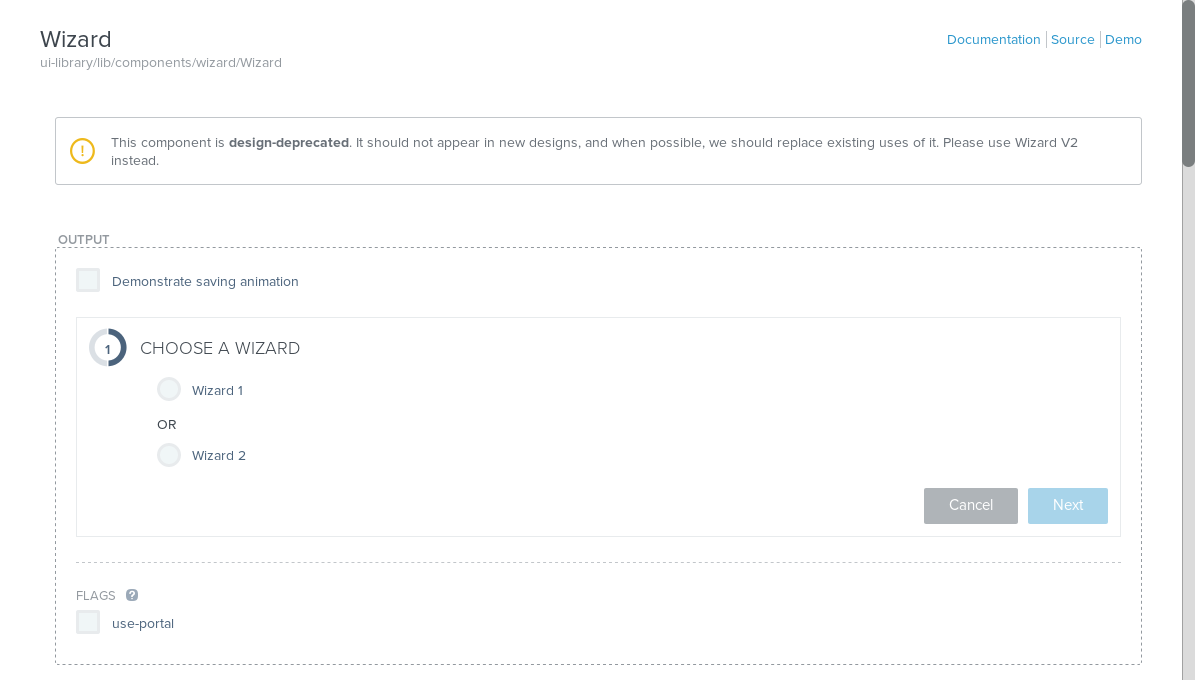 Wizard
Documentation Source Demo
ui-library/lib/components/wizard/Wizard
This component is design-deprecated. It should not appear in new designs, and when possible, we should replace existing uses of it. Please use Wizard V2
instead.
OUTPUT
Demonstrate saving animation
1 CHOOSE A WIZARD
Wizard 1
OR
Wizard 2
Cancel Next
FLAGS ?
use-portal